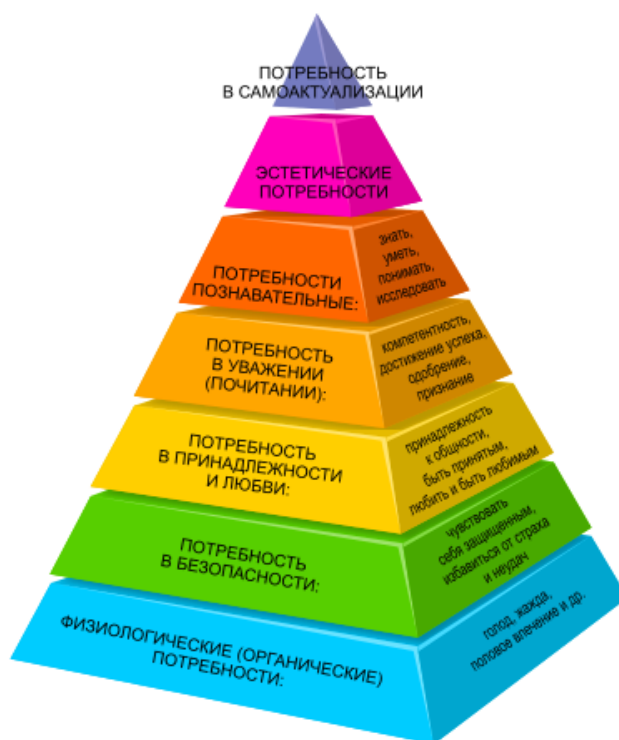 ПОТРЕБНОСТЬ
В САМОАКТУАЛИЗАЦИИ
ЭСТЕТИЧЕСКИЕ
ПОТРЕБНОСТИ
ПОТРЕБНОСТИ
ПОЗНАВАТЕЛЬНЫЕ:
знать,
уметь,
понимать,
исследовать
ПОТРЕБНОСТЬ
В УВАЖЕНИИ
(ПОЧИТАНИИ):
компетентность,
достижение успеха,
одобрение,
признание
ПОТРЕБНОСТЬ
В ПРИНАДЛЕЖНОСТИ
И ЛЮБВИ:
принадлежность
к общности,
быть принятым,
любить и быть любимым
ПОТРЕБНОСТЬ
В БЕЗОПАСНОСТИ:
чувствовать
себя защищённым,
избавиться от страха
и неудач
ФИЗИОЛОГИЧЕСКИЕ (ОРГАНИЧЕСКИЕ)
ПОТРЕБНОСТИ:
голод, жажда,
половое влечение и др.